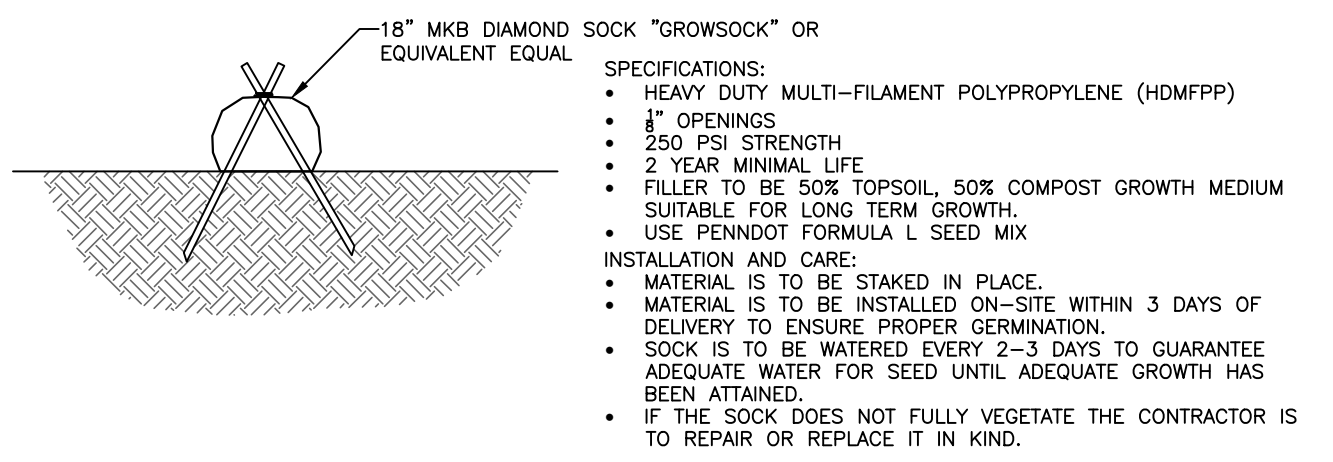 18" MKB DIAMOND SOCK "GROWSOCK" OR
EQUIVALENT EQUAL
SPECIFICATIONS:
• HEAVY DUTY MULTI-FILAMENT POLYPROPYLENE (HDMFPP)
• 1/8" OPENINGS
• 250 PSI STRENGTH
• 2 YEAR MINIMAL LIFE
• FILLER TO BE 50% TOPSOIL, 50% COMPOST GROWTH MEDIUM
SUITABLE FOR LONG TERM GROWTH.
• USE PENNDOT FORMULA L SEED MIX
INSTALLATION AND CARE:
• MATERIAL IS TO BE STAKED IN PLACE.
• MATERIAL IS TO BE INSTALLED ON-SITE WITHIN 3 DAYS OF
DELIVERY TO ENSURE PROPER GERMINATION.
• SOCK IS TO BE WATERED EVERY 2-3 DAYS TO GUARANTEE
ADEQUATE WATER FOR SEED UNTIL ADEQUATE GROWTH HAS
BEEN ATTAINED.
• IF THE SOCK DOES NOT FULLY VEGETATE THE CONTRACTOR IS
TO REPAIR OR REPLACE IT IN KIND.